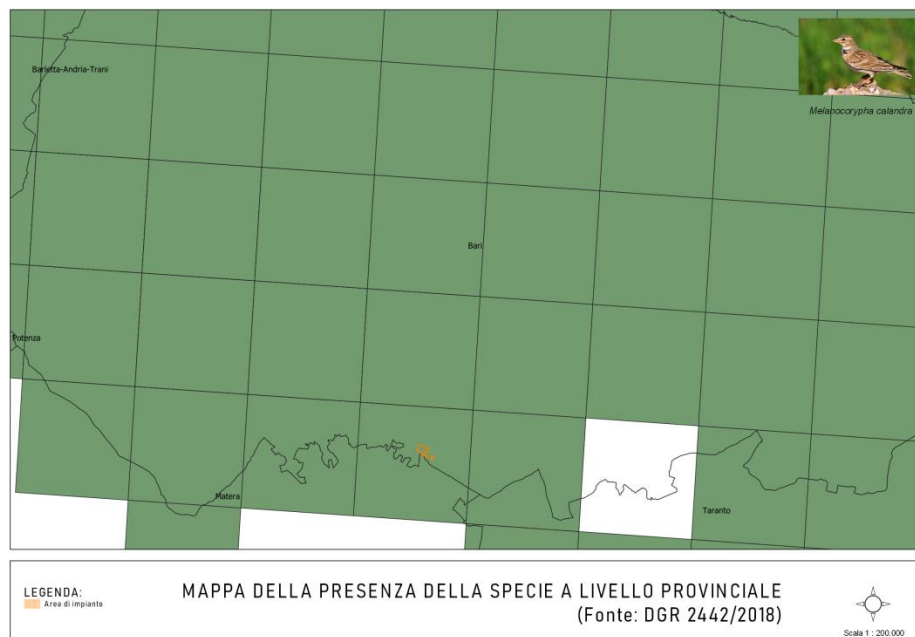 Barletta-Andria-Trani
Melanocorypha calandra
Bari
Potenza
Matera
Taranto
LEGENDA:
Area di impianto
MAPPA DELLA PRESENZA DELLA SPECIE A LIVELLO PROVINCIALE
(Fonte: DGR 2442/2018)
Scala 1 : 200.000